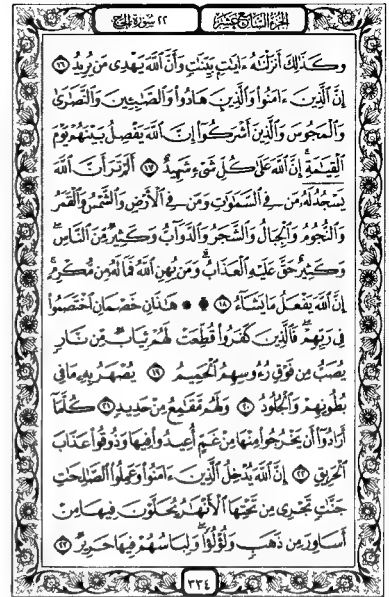 ٢٢ سورة الحج
الجزء السابع عشر
وَكَذَٰلِكَ أَنزَلْنَٰهُ ءَايَٰتٍۭ بَيِّنَٰتٍ وَأَنَّ ٱللَّهَ يَهْدِى مَن يُرِيدُ ١٦
إِنَّ ٱلَّذِينَ ءَامَنُوا۟ وَٱلَّذِينَ هَادُوا۟ وَٱلصَّٰبِـِٔينَ وَٱلنَّصَٰرَىٰ
وَٱلْمَجُوسَ وَٱلَّذِينَ أَشْرَكُوٓا۟ إِنَّ ٱللَّهَ يَفْصِلُ بَيْنَهُمْ يَوْمَ
ٱلْقِيَٰمَةِ ۚ إِنَّ ٱللَّهَ عَلَىٰ كُلِّ شَىْءٍ شَهِيدٌ ١٧ أَلَمْ تَرَ أَنَّ ٱللَّهَ
يَسْجُدُ لَهُۥ مَن فِى ٱلسَّمَٰوَٰتِ وَمَن فِى ٱلْأَرْضِ وَٱلشَّمْسُ وَٱلْقَمَرُ
وَٱلنُّجُومُ وَٱلْجِبَالُ وَٱلشَّجَرُ وَٱلدَّوَآبُّ وَكَثِيرٌ مِّنَ ٱلنَّاسِ ۖ
وَكَثِيرٌ حَقَّ عَلَيْهِ ٱلْعَذَابُ ۗ وَمَن يُهِنِ ٱللَّهُ فَمَا لَهُۥ مِن مُّكْرِمٍ ۚ
إِنَّ ٱللَّهَ يَفْعَلُ مَا يَشَآءُ ۩ ١٨ ۞ هَٰذَانِ خَصْمَانِ ٱخْتَصَمُوا۟
فِى رَبِّهِمْ ۖ فَٱلَّذِينَ كَفَرُوا۟ قُطِّعَتْ لَهُمْ ثِيَابٌ مِّن نَّارٍ
يُصَبُّ مِن فَوْقِ رُءُوسِهِمُ ٱلْحَمِيمُ ١٩ يُصْهَرُ بِهِۦ مَا فِى
بُطُونِهِمْ وَٱلْجُلُودُ ٢٠ وَلَهُم مَّقَٰمِعُ مِنْ حَدِيدٍ ٢١ كُلَّمَآ
أَرَادُوٓا۟ أَن يَخْرُجُوا۟ مِنْهَا مِنْ غَمٍّ أُعِيدُوا۟ فِيهَا وَذُوقُوا۟ عَذَابَ
ٱلْحَرِيقِ ٢٢ إِنَّ ٱللَّهَ يُدْخِلُ ٱلَّذِينَ ءَامَنُوا۟ وَعَمِلُوا۟ ٱلصَّٰلِحَٰتِ
جَنَّٰتٍ تَجْرِى مِن تَحْتِهَا ٱلْأَنْهَٰرُ يُحَلَّوْنَ فِيهَا مِنْ
أَسَاوِرَ مِن ذَهَبٍ وَلُؤْلُؤًا ۖ وَلِبَاسُهُمْ فِيهَا حَرِيرٌ ٢٣
٣٣٤